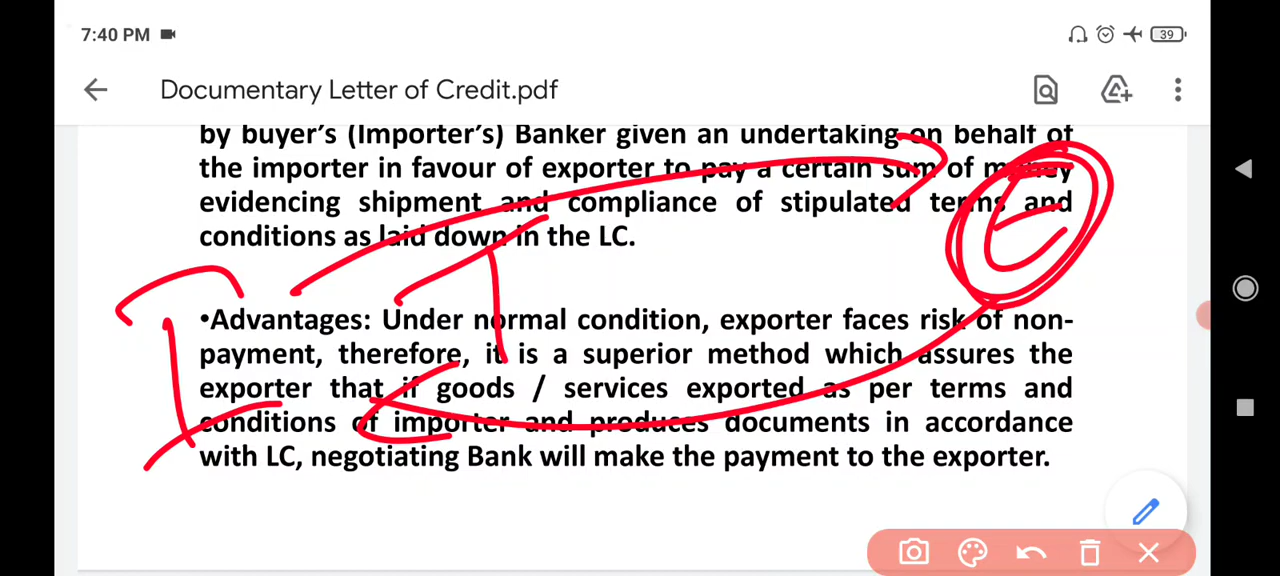 7:40 PM
39
Documentary Letter of Credit.pdf
by buyer's (Importer's) Banker given an undertaking on behalf of
the importer in favour of exporter to pay a certain sum of money
evidencing shipment and compliance of stipulated terms and
conditions as laid down in the LC.
•Advantages: Under normal condition, exporter faces risk of non-
payment, therefore, it is a superior method which assures the
exporter that if goods / services exported as per terms and
conditions of importer and produces documents in accordance
with LC, negotiating Bank will make the payment to the exporter.